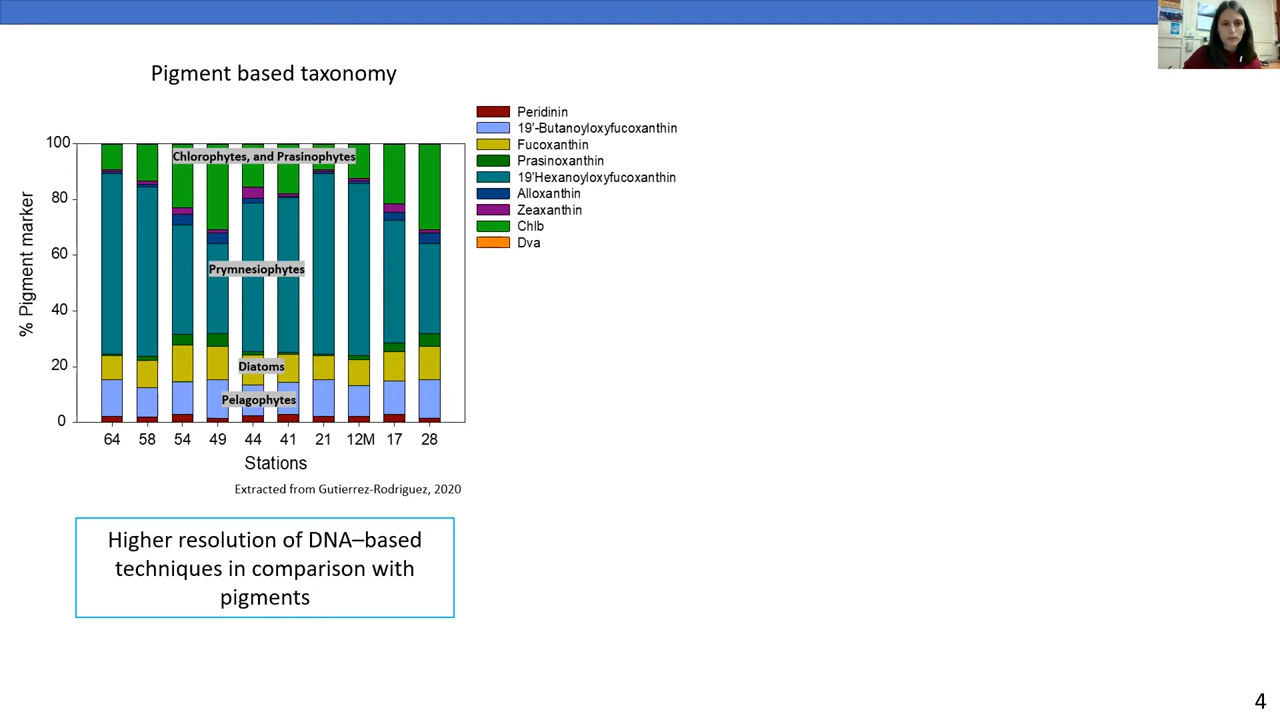 Pigment based taxonomy
Peridinin
19'-Butanoyloxyfucoxanthin
Fucoxanthin
Prasinoxanthin
19'Hexanoyloxyfucoxanthin
Alloxanthin
Zeaxanthin
Chlb
Dva
% Pigment marker
100
80
60
40
20
0
Chlorophytes, and Prasinophytes
Prymnesiophytes
Diatoms
Pelagophytes
64 58 54 49 44 41 21 12M 17 28
Stations
Extracted from Gutierrez-Rodriguez, 2020
Higher resolution of DNA–based
techniques in comparison with
pigments
4